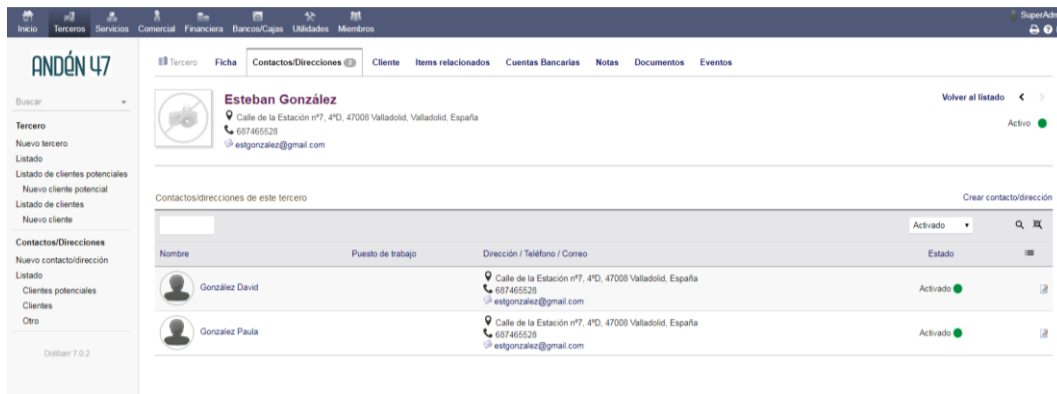 Inicio Terceros Servicios Comercial Financiera Bancos/Cajas Utilidades Miembros
SuperAdm
ANDÉN 47
Buscar
Tercero
Nuevo tercero
Listado
Listado de clientes potenciales
Nuevo cliente potencial
Listado de clientes
Nuevo cliente
Contactos/Direcciones
Nuevo contacto/dirección
Listado
Clientes potenciales
Clientes
Otro
Dolibarr 7.0.2
Tercero Ficha Contactos/Direcciones 2 Cliente Items relacionados Cuentas Bancarias Notas Documentos Eventos
Esteban González
Volver al listado
Calle de la Estación nº7, 4ºD, 47008 Valladolid, Valladolid, España
687465528
Activo
estgonzalez@gmail.com
Contactos/direcciones de este tercero
Crear contacto/dirección
Activado
Nombre Puesto de trabajo Dirección / Teléfono / Correo Estado
González David
Calle de la Estación nº7, 4ºD, 47008 Valladolid, España
687465528
estgonzalez@gmail.com
Activado
Gonzalez Paula
Calle de la Estación nº7, 4ºD, 47008 Valladolid, España
687465528
estgonzalez@gmail.com
Activado